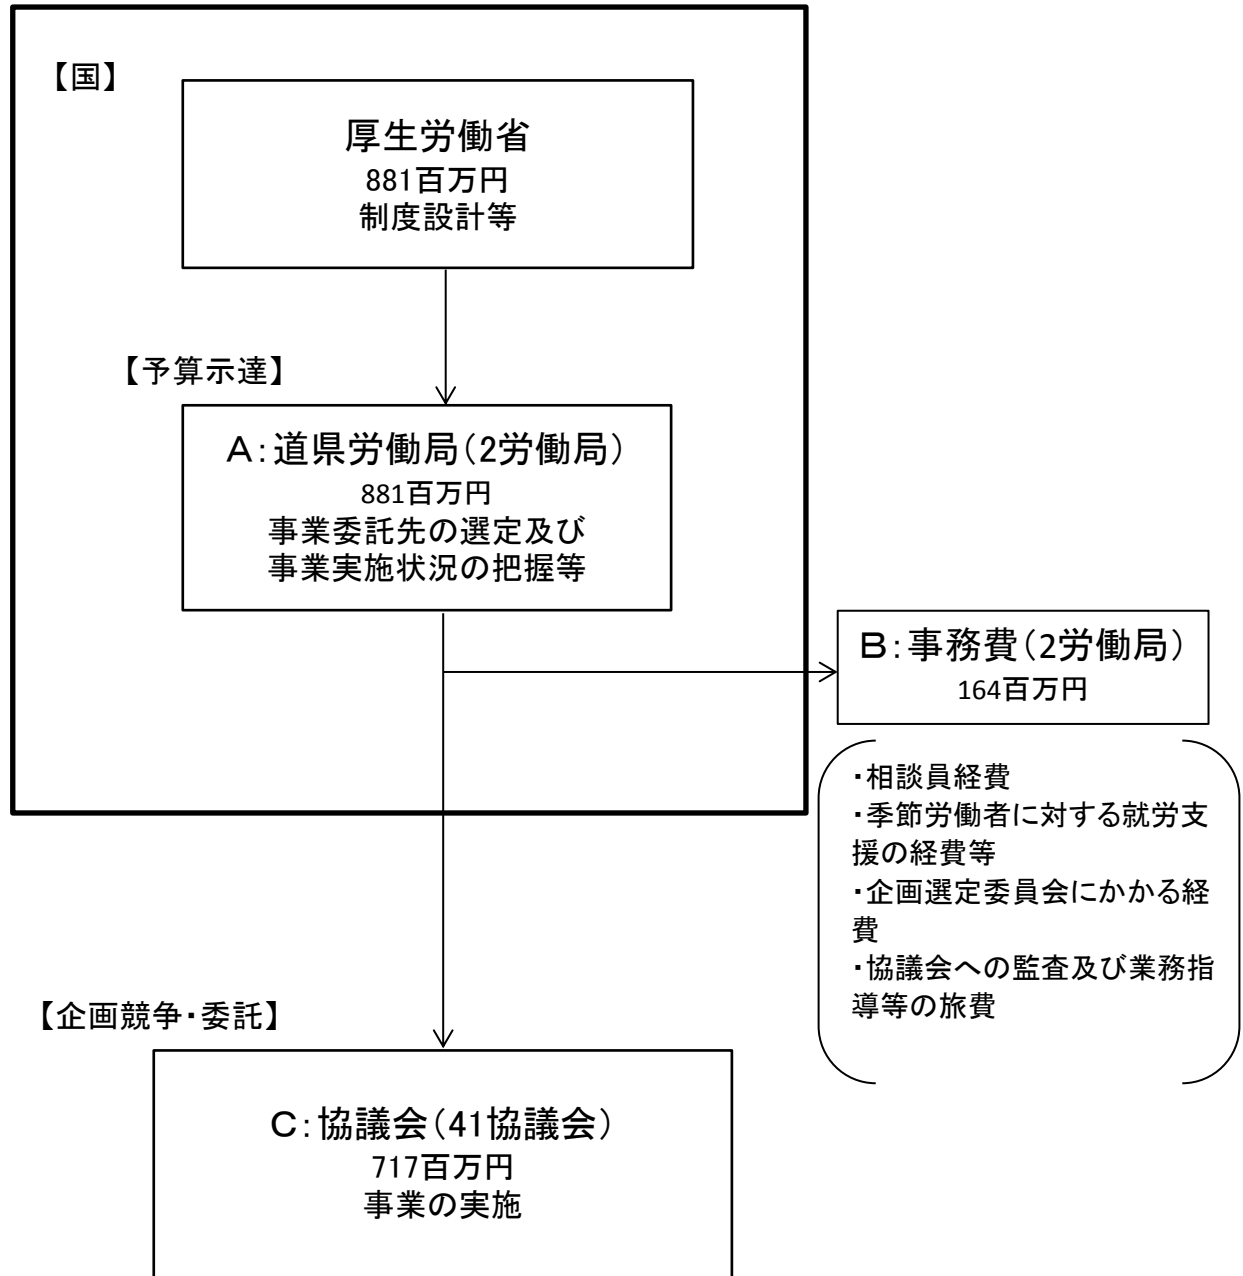 【国】
厚生労働省
881百万円
制度設計等
【予算示達】
A:道県労働局(2労働局)
881百万円
事業委託先の選定及び
事業実施状況の把握等
B:事務費(2労働局)
164百万円
・相談員経費
・季節労働者に対する就労支
援の経費等
・企画選定委員会にかかる経
費
・協議会への監査及び業務指
導等の旅費
【企画競争・委託】
C:協議会(41協議会)
717百万円
事業の実施